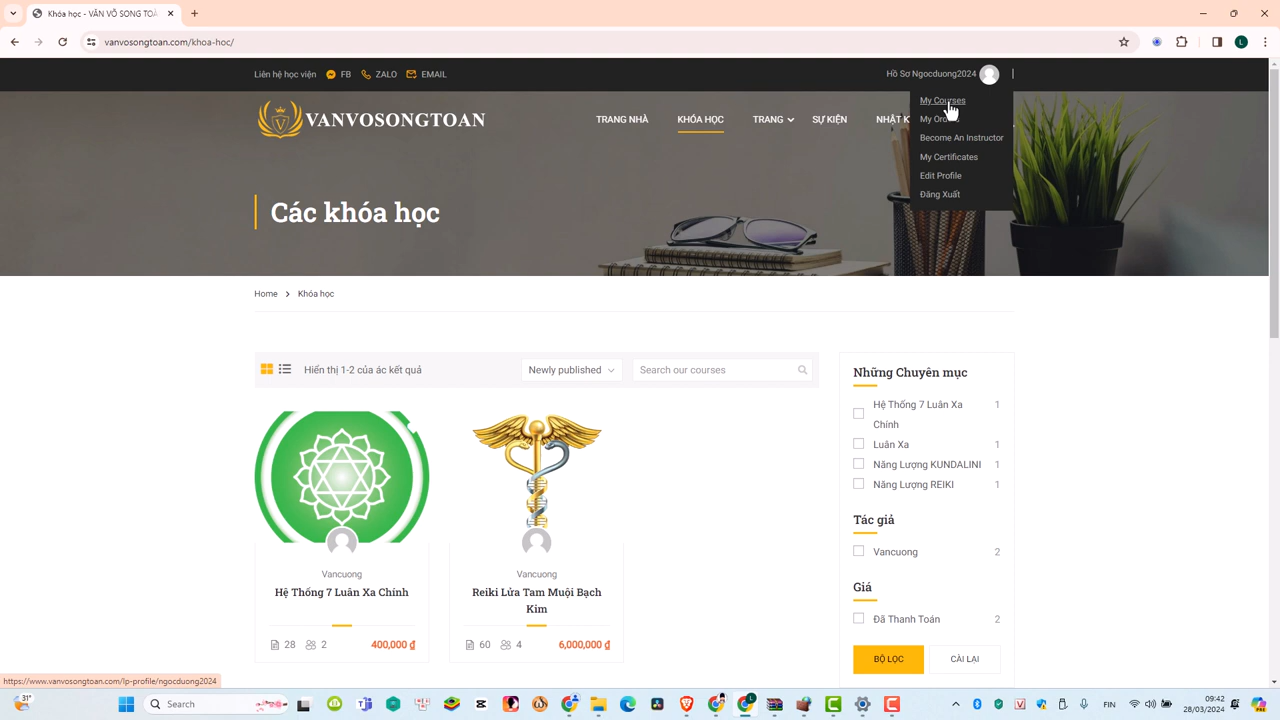 Khóa học - VĂN VÕ SONG TOÀ
vanvosongtoan.com/khoa-hoc/
L
Liên hệ học viện FB ZALO EMAIL
Hồ Sơ Ngocduong2024
VANVOSONGTOAN
TRANG NHÀ KHÓA HỌC TRANG SỰ KIỆN NHẬT K
My Courses
My Or
Become An Instructor
My Certificates
Edit Profile
Đăng Xuất
Các khóa học
Home Khóa học
Hiển thị 1-2 của ác kết quả
Newly published
Search our courses
Vancuong
Hệ Thống 7 Luân Xa Chính
28 2 400,000 ₫
Vancuong
Reiki Lửa Tam Muội Bạch
Kim
60 4 6,000,000 ₫
Những Chuyên mục
Hệ Thống 7 Luân Xa 1
Chính
Luân Xa 1
Năng Lượng KUNDALINI 1
Năng Lượng REIKI 1
Tác giả
Vancuong 2
Giá
Đã Thanh Toán 2
BỘ LỌC CÀI LẠI
https://www.vanvosongtoan.com/lp-profile/ngocduong2024
31°
Search
FIN
09:42
28/03/2024